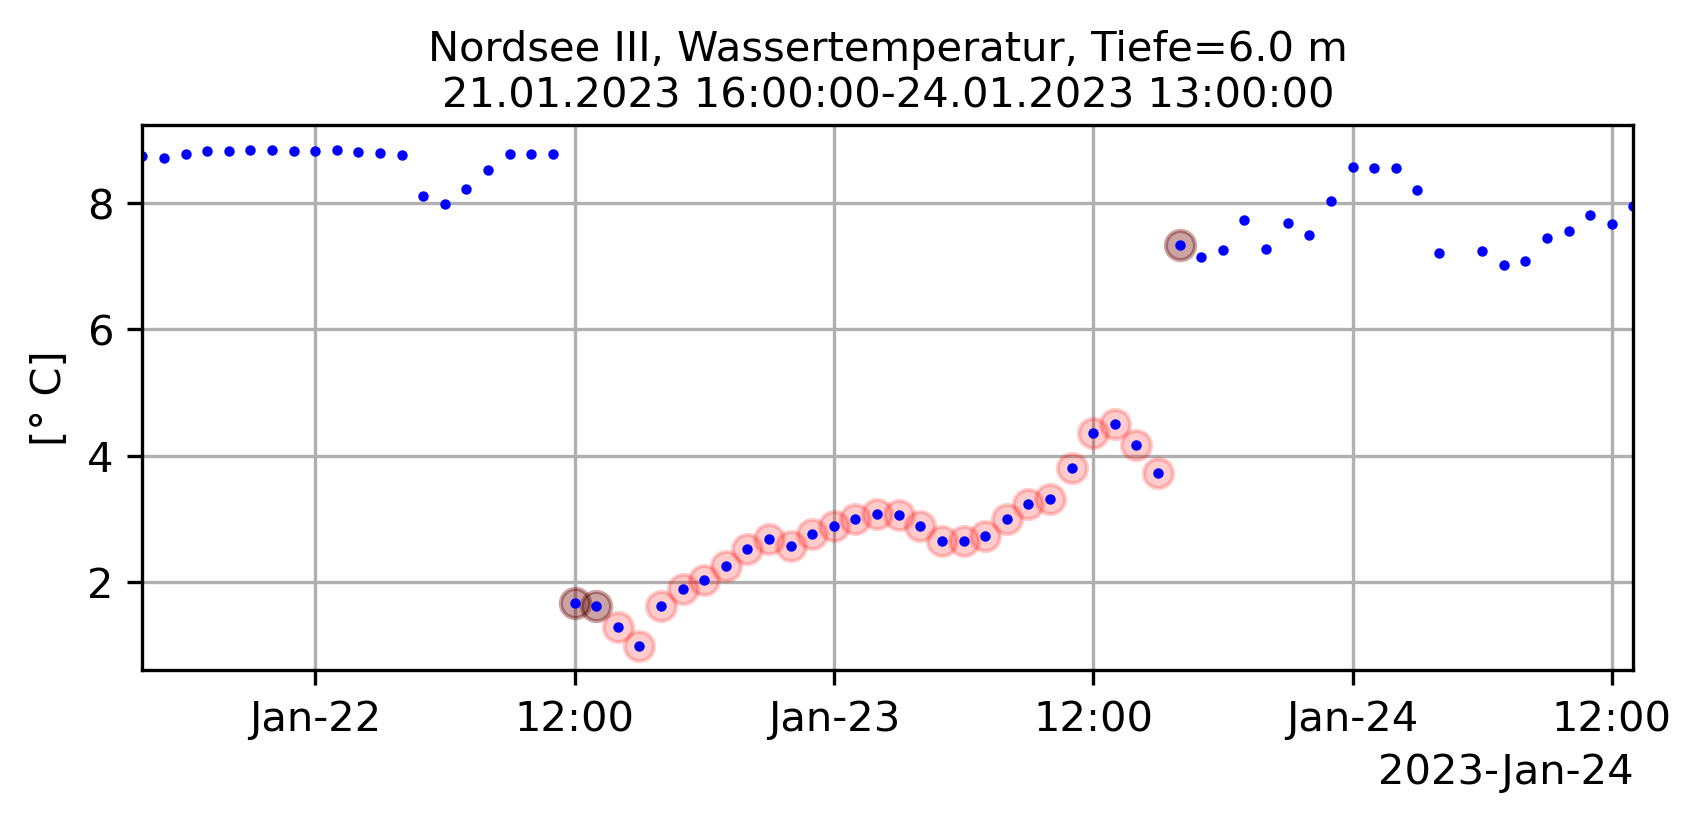 Nordsee III, Wassertemperatur, Tiefe=6.0 m
21.01.2023 16:00:00-24.01.2023 13:00:00
[° C]
8
6
4
2
Jan-22 12:00 Jan-23 12:00 Jan-24 12:00
2023-Jan-24